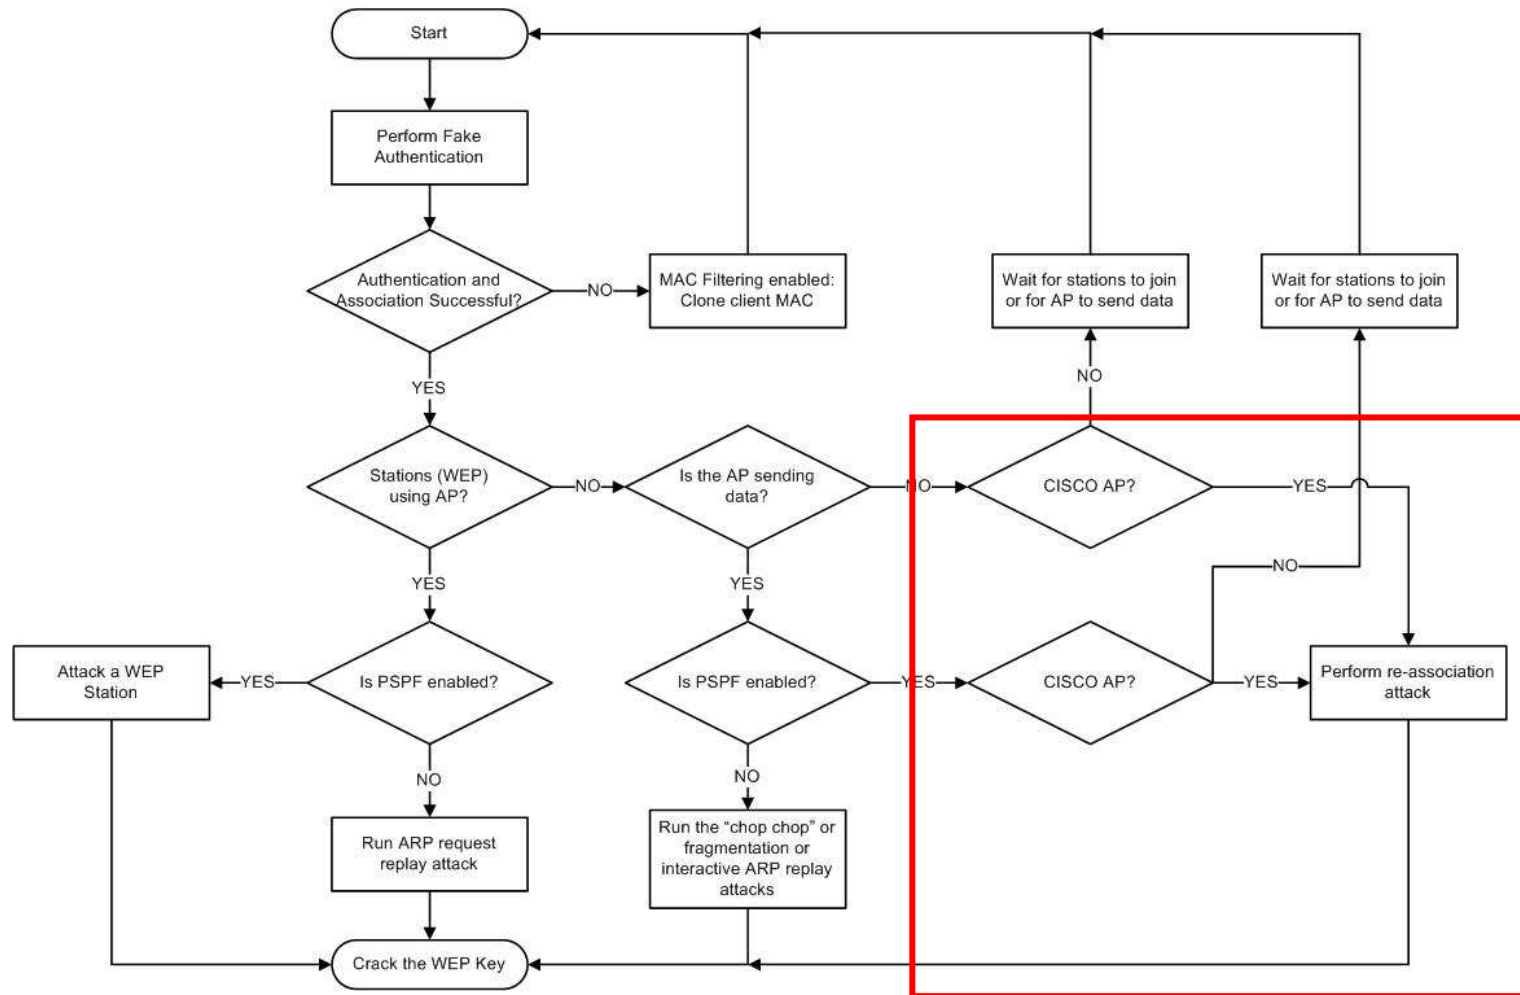 Start
Perform Fake
Authentication
Authentication and
Association Successful?
NO
MAC Filtering enabled:
Clone client MAC
Wait for stations to join
or for AP to send data
Wait for stations to join
or for AP to send data
YES
NO
Stations (WEP)
using AP?
NO
Is the AP sending
data?
NO
CISCO AP?
YES
YES
YES
NO
Attack a WEP
Station
YES
Is PSPF enabled?
Is PSPF enabled?
YES
CISCO AP?
YES
Perform re-association
attack
NO
NO
Run ARP request
replay attack
Run the “chop chop” or
fragmentation or
interactive ARP replay
attacks
Crack the WEP Key